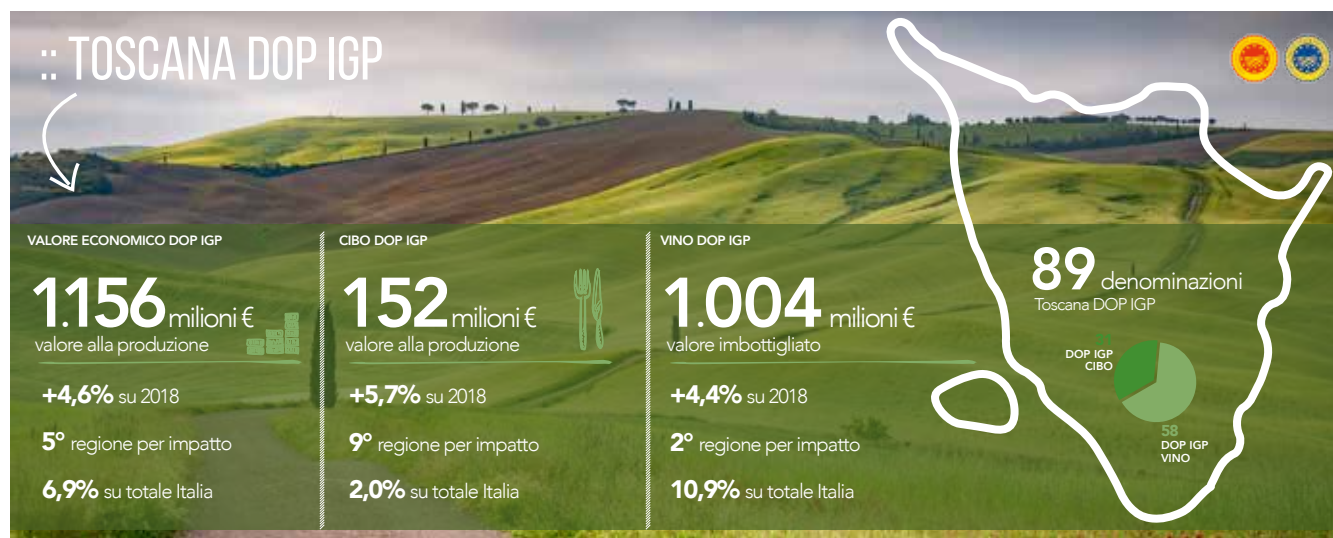 :: TOSCANA DOP IGP
VALORE ECONOMICO DOP IGP
1.156 milioni €
valore alla produzione
+4,6% su 2018
5° regione per impatto
6,9% su totale Italia
CIBO DOP IGP
152 milioni €
valore alla produzione
+5,7% su 2018
9° regione per impatto
2,0% su totale Italia
VINO DOP IGP
1.004 milioni €
valore imbottigliato
+4,4% su 2018
2° regione per impatto
10,9% su totale Italia
89 denominazioni
Toscana DOP IGP
31
DOP IGP
CIBO
58
DOP IGP
VINO